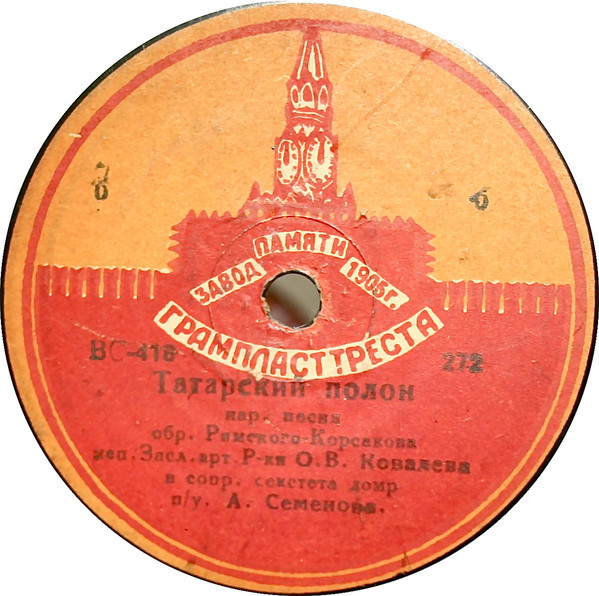 б
ЗАВОД ПАМЯТИ 1905г.
ГРАМПЛАСТТРЕСТА
ВС-418 272
Татарский полон
нар. песня
обр. Римского-Корсакова
исп. Засл. арт. Р-ки О. В. Ковалева
в сопр. секстета домр
п/у. А. Семенова.